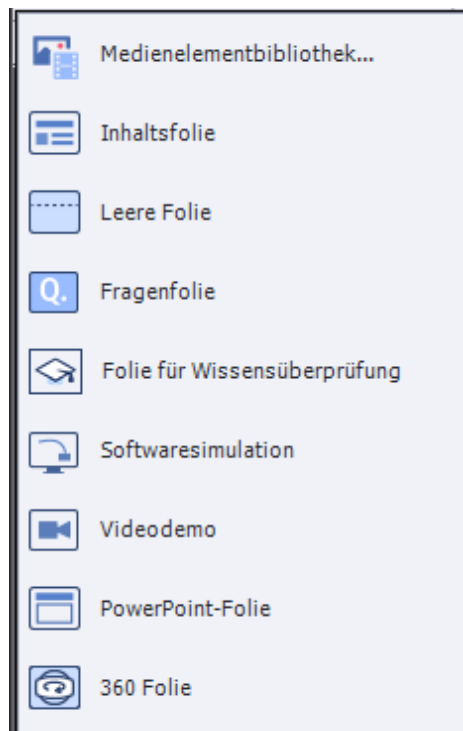 Medienelementbibliothek...
Inhaltsfolie
Leere Folie
Q.
Fragenfolie
Folie für Wissensüberprüfung
Softwaresimulation
Videodemo
PowerPoint-Folie
360 Folie